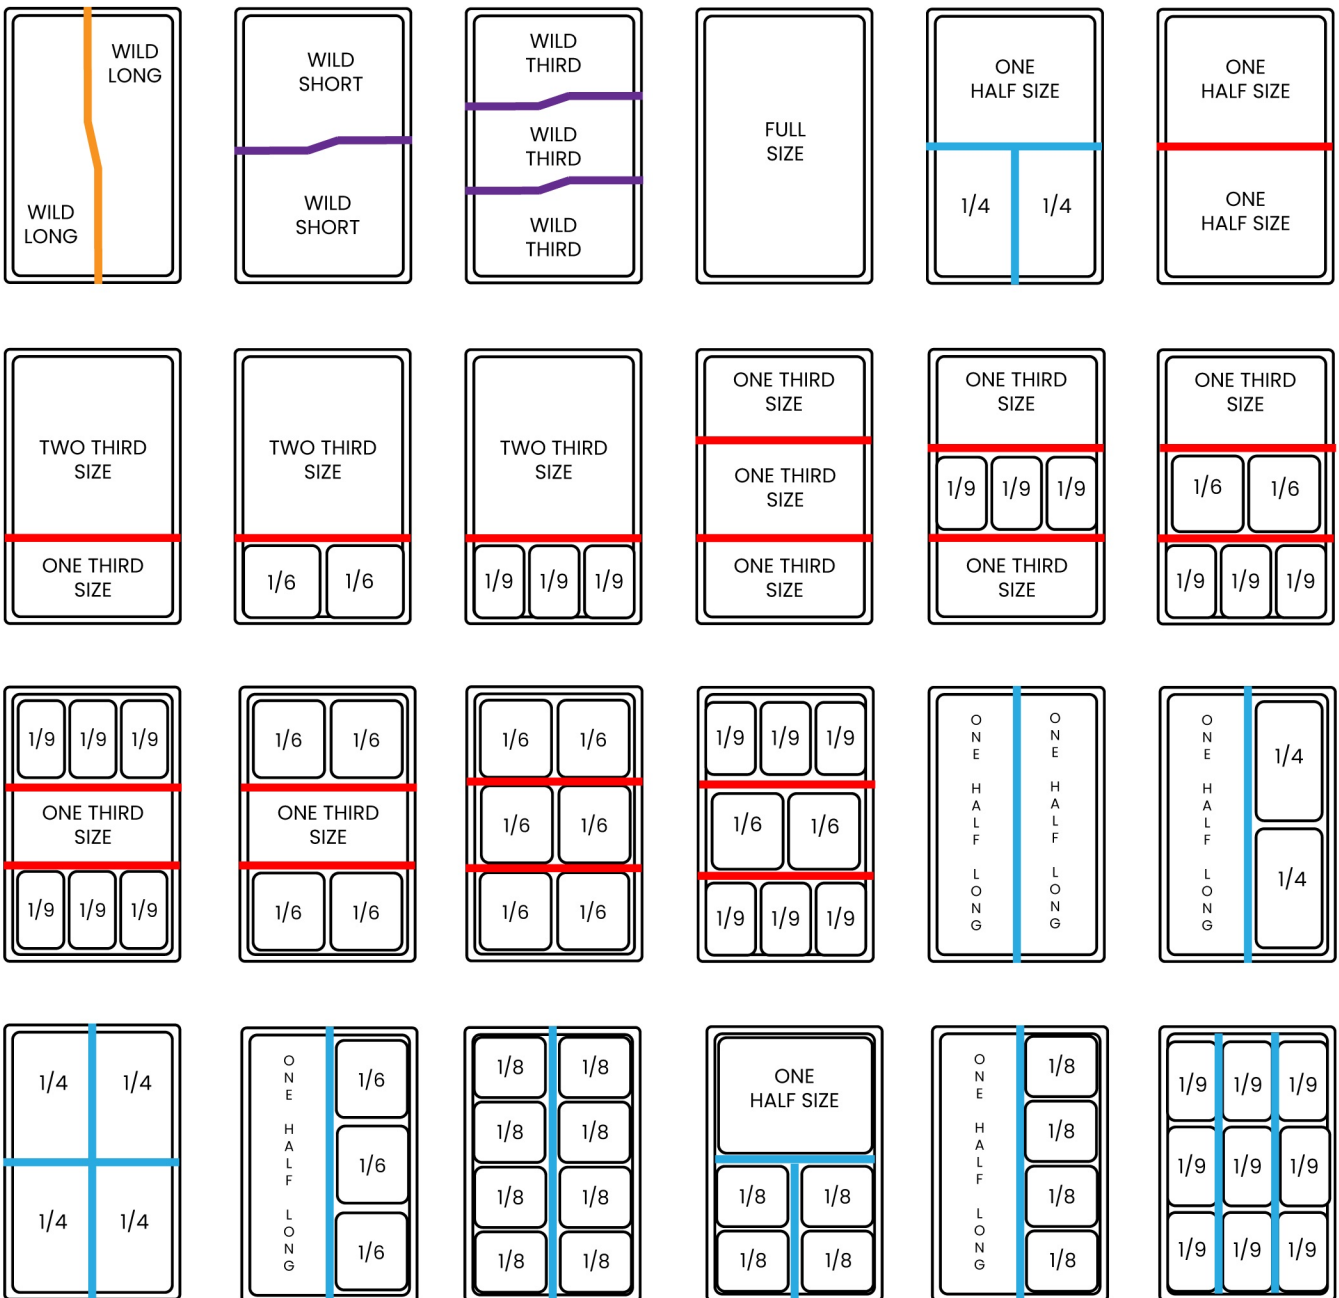 WILD
LONG
WILD
LONG
WILD
SHORT
WILD
SHORT
WILD
THIRD
WILD
THIRD
WILD
THIRD
FULL
SIZE
ONE
HALF SIZE
1/4 1/4
ONE
HALF SIZE
ONE
HALF SIZE
TWO THIRD
SIZE
ONE THIRD
SIZE
TWO THIRD
SIZE
1/6 1/6
TWO THIRD
SIZE
1/9 1/9 1/9
ONE THIRD
SIZE
ONE THIRD
SIZE
ONE THIRD
SIZE
ONE THIRD
SIZE
1/9 1/9 1/9
ONE THIRD
SIZE
ONE THIRD
SIZE
1/6 1/6
1/9 1/9 1/9
1/9 1/9 1/9
ONE THIRD
SIZE
1/9 1/9 1/9
1/6 1/6
ONE THIRD
SIZE
1/6 1/6
1/6 1/6
1/6 1/6
1/6 1/6
1/9 1/9 1/9
1/6 1/6
1/9 1/9 1/9
ONE HALF LONG
ONE HALF LONG
ONE HALF LONG
1/4
1/4
1/4 1/4
1/4 1/4
ONE HALF LONG
1/6
1/6
1/6
1/8 1/8
1/8 1/8
1/8 1/8
1/8 1/8
ONE
HALF SIZE
1/8 1/8
1/8 1/8
ONE HALF LONG
1/8
1/8
1/8
1/8
1/9 1/9 1/9
1/9 1/9 1/9
1/9 1/9 1/9